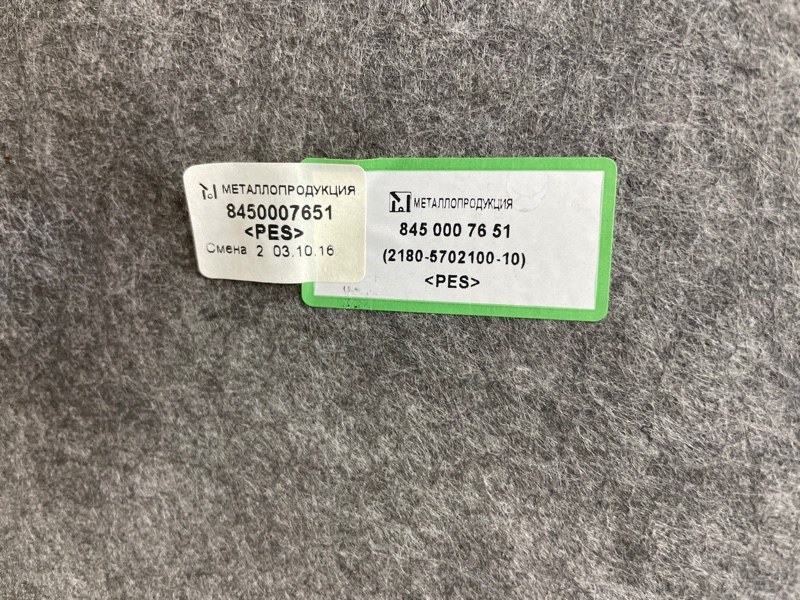 МЕТАЛЛОПРОДУКЦИЯ
8450007651
<PES>
Смена 2 03.10.16
МЕТАЛЛОПРОДУКЦИЯ
845 000 76 51
(2180-5702100-10)
<PES>